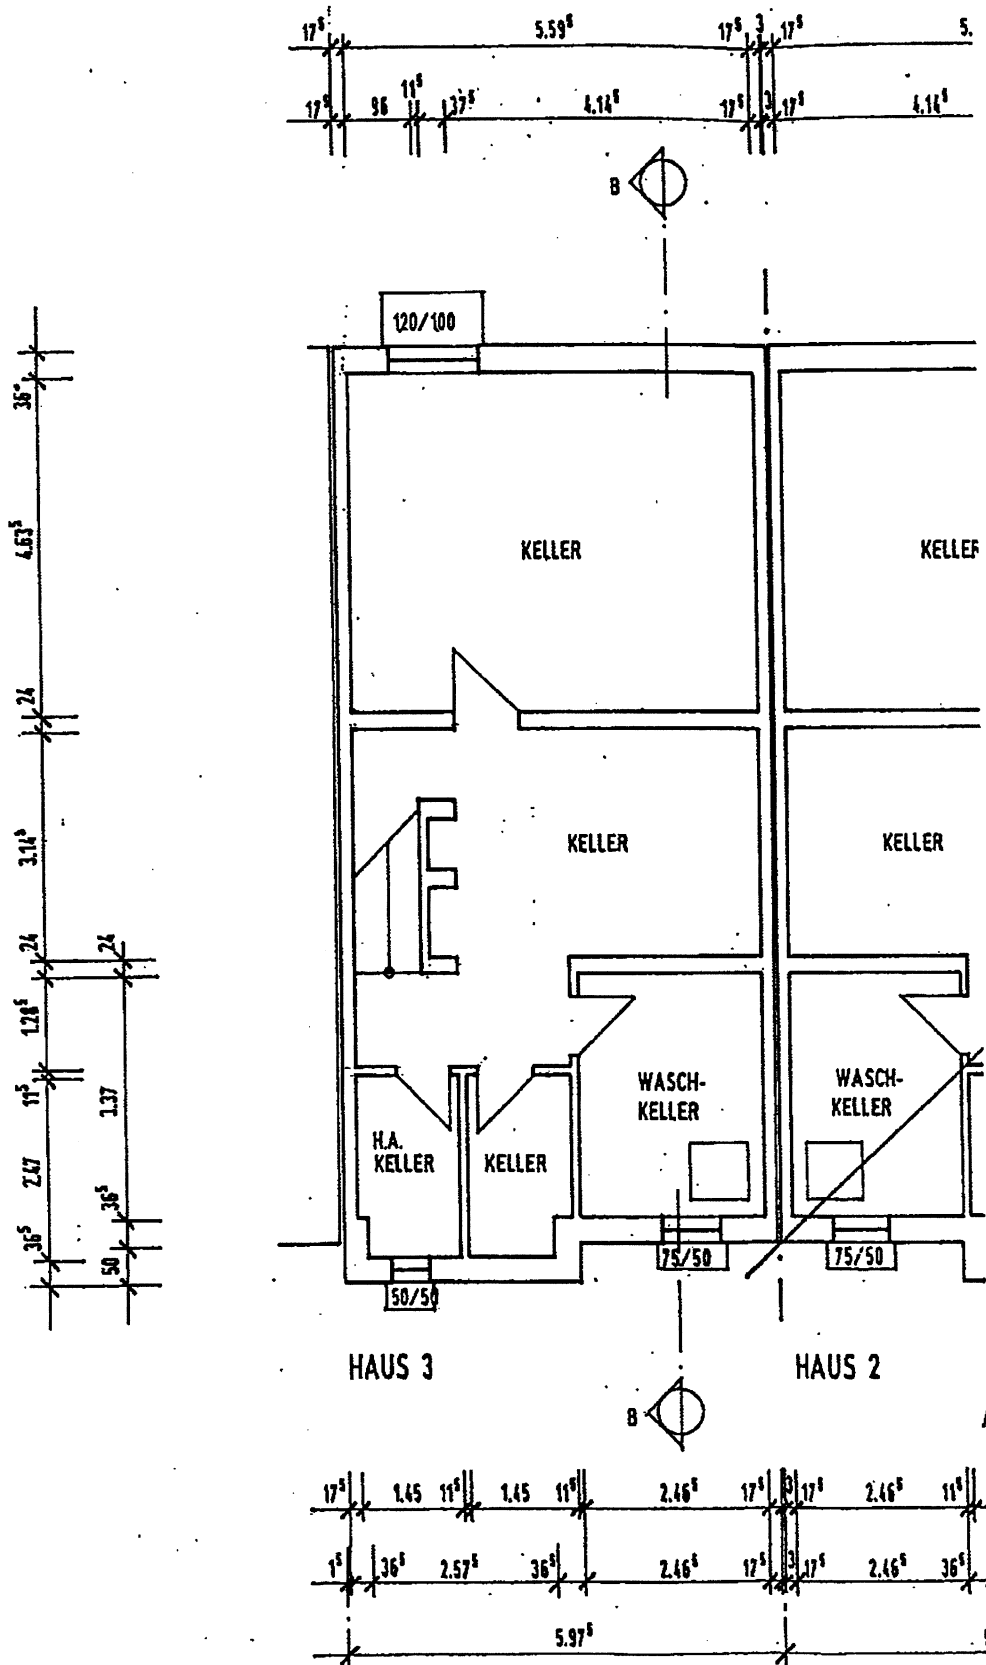 17⁵ 5.59⁵ 17⁵ 3 17⁵ 5.
17⁵ 96 11⁵ 37⁵ 4.14⁵ 17⁵ 3 17⁵ 4.14⁵
B
120/100
36⁵
4.63⁵
KELLER KELLER
24
3.14⁵
KELLER KELLER
24 24
1.28⁵
11⁵
WASCH-
KELLER
WASCH-
KELLER
H.A.
KELLER KELLER
2.47
36⁵ 36⁵
50
75/50 75/50
50/50
HAUS 3 HAUS 2
B
17⁵ 1.45 11⁵ 1.45 11⁵ 2.46⁵ 17⁵ 3 17⁵ 2.46⁵ 11⁵
1⁵ 36⁵ 2.57⁵ 36⁵ 2.46⁵ 17⁵ 3 17⁵ 2.46⁵ 36⁵
5.97⁵